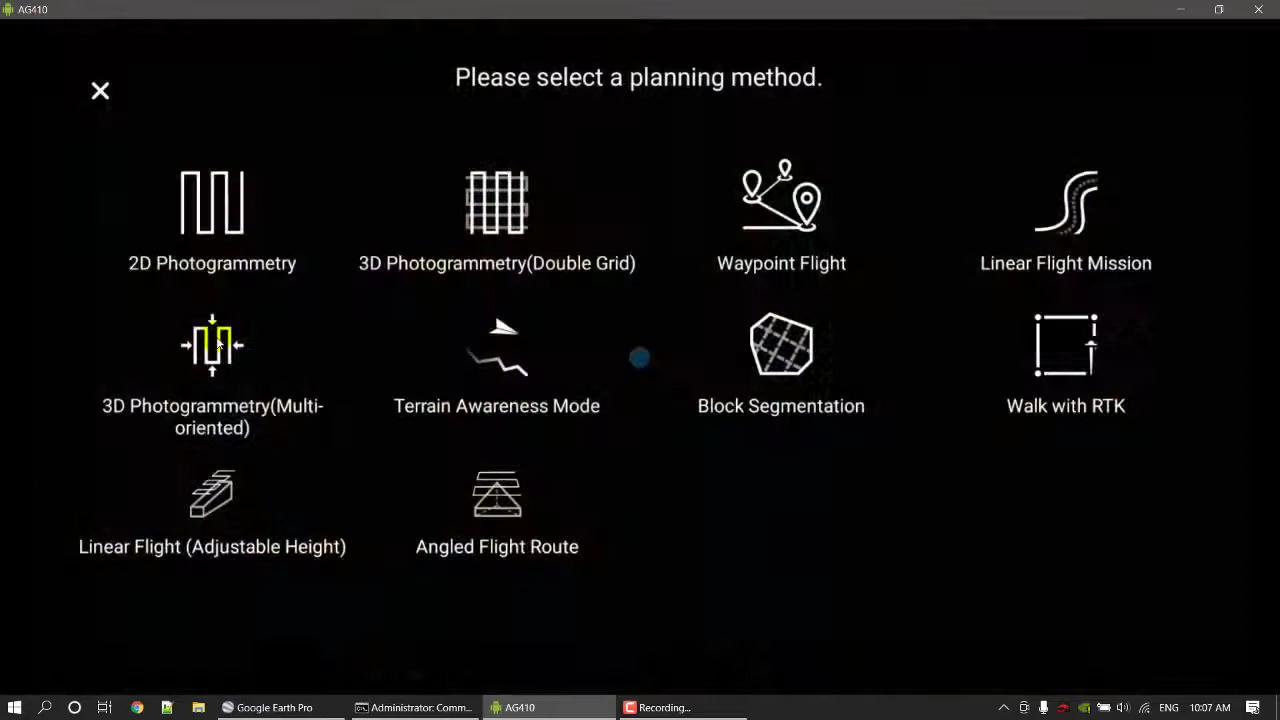 AG410
Please select a planning method.
2D Photogrammetry
3D Photogrammetry(Double Grid)
Waypoint Flight
Linear Flight Mission
3D Photogrammetry(Multi-
oriented)
Terrain Awareness Mode
Block Segmentation
Walk with RTK
Linear Flight (Adjustable Height)
Angled Flight Route
Google Earth Pro
Administrator: Comm...
AG410
Recording...
ENG
10:07 AM